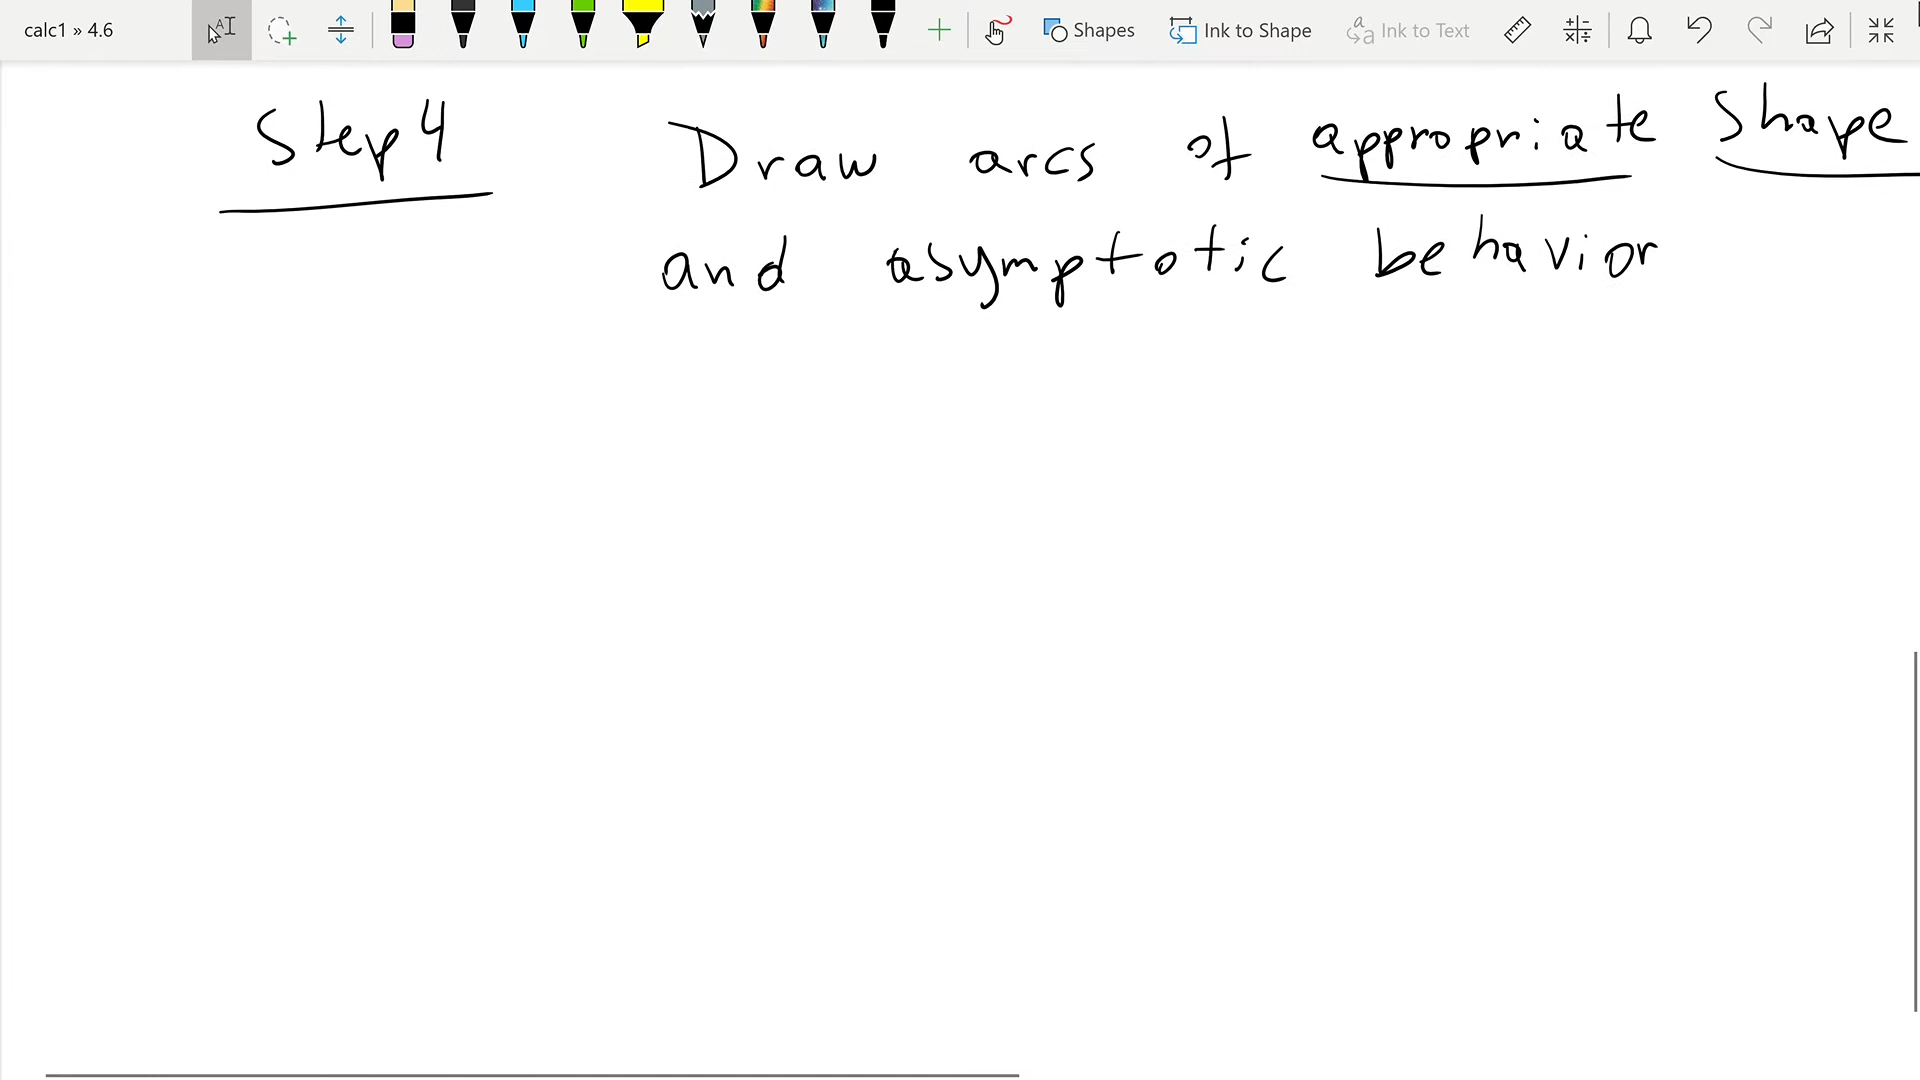 calc1 » 4.6 Shapes Ink to Shape Ink to Text
Step 4 Draw arcs of appropriate Shape
and asymptotic behavior